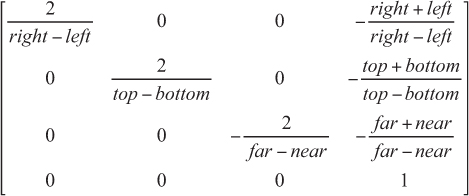 2/(right − left) 0 0 −(right + left)/(right − left)
0 2/(top − bottom) 0 −(top + bottom)/(top − bottom)
0 0 −2/(far − near) −(far + near)/(far − near)
0 0 0 1